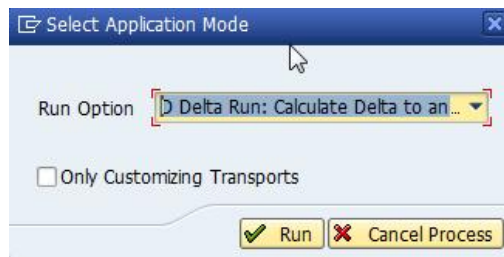 Select Application Mode
Run Option D Delta Run: Calculate Delta to an...
Only Customizing Transports
Run Cancel Process